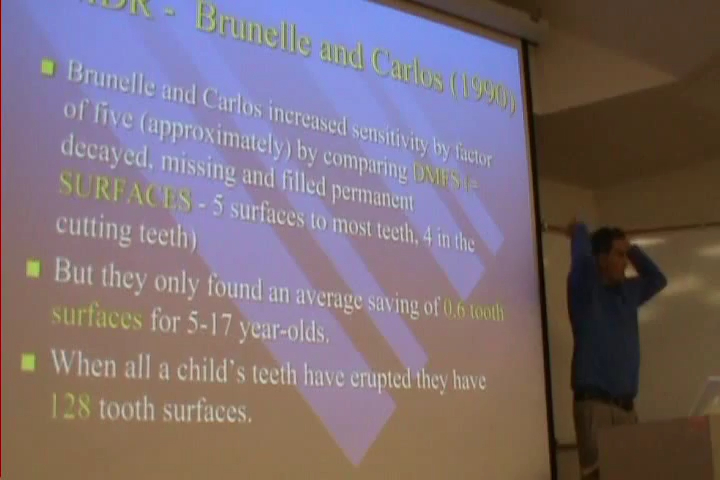 NIDR - Brunelle and Carlos (1990)
Brunelle and Carlos increased sensitivity by factor
of five (approximately) by comparing DMFS (=
decayed, missing and filled permanent
SURFACES - 5 surfaces to most teeth, 4 in the
cutting teeth)
But they only found an average saving of 0.6 tooth
surfaces for 5-17 year-olds.
When all a child's teeth have erupted they have
128 tooth surfaces.